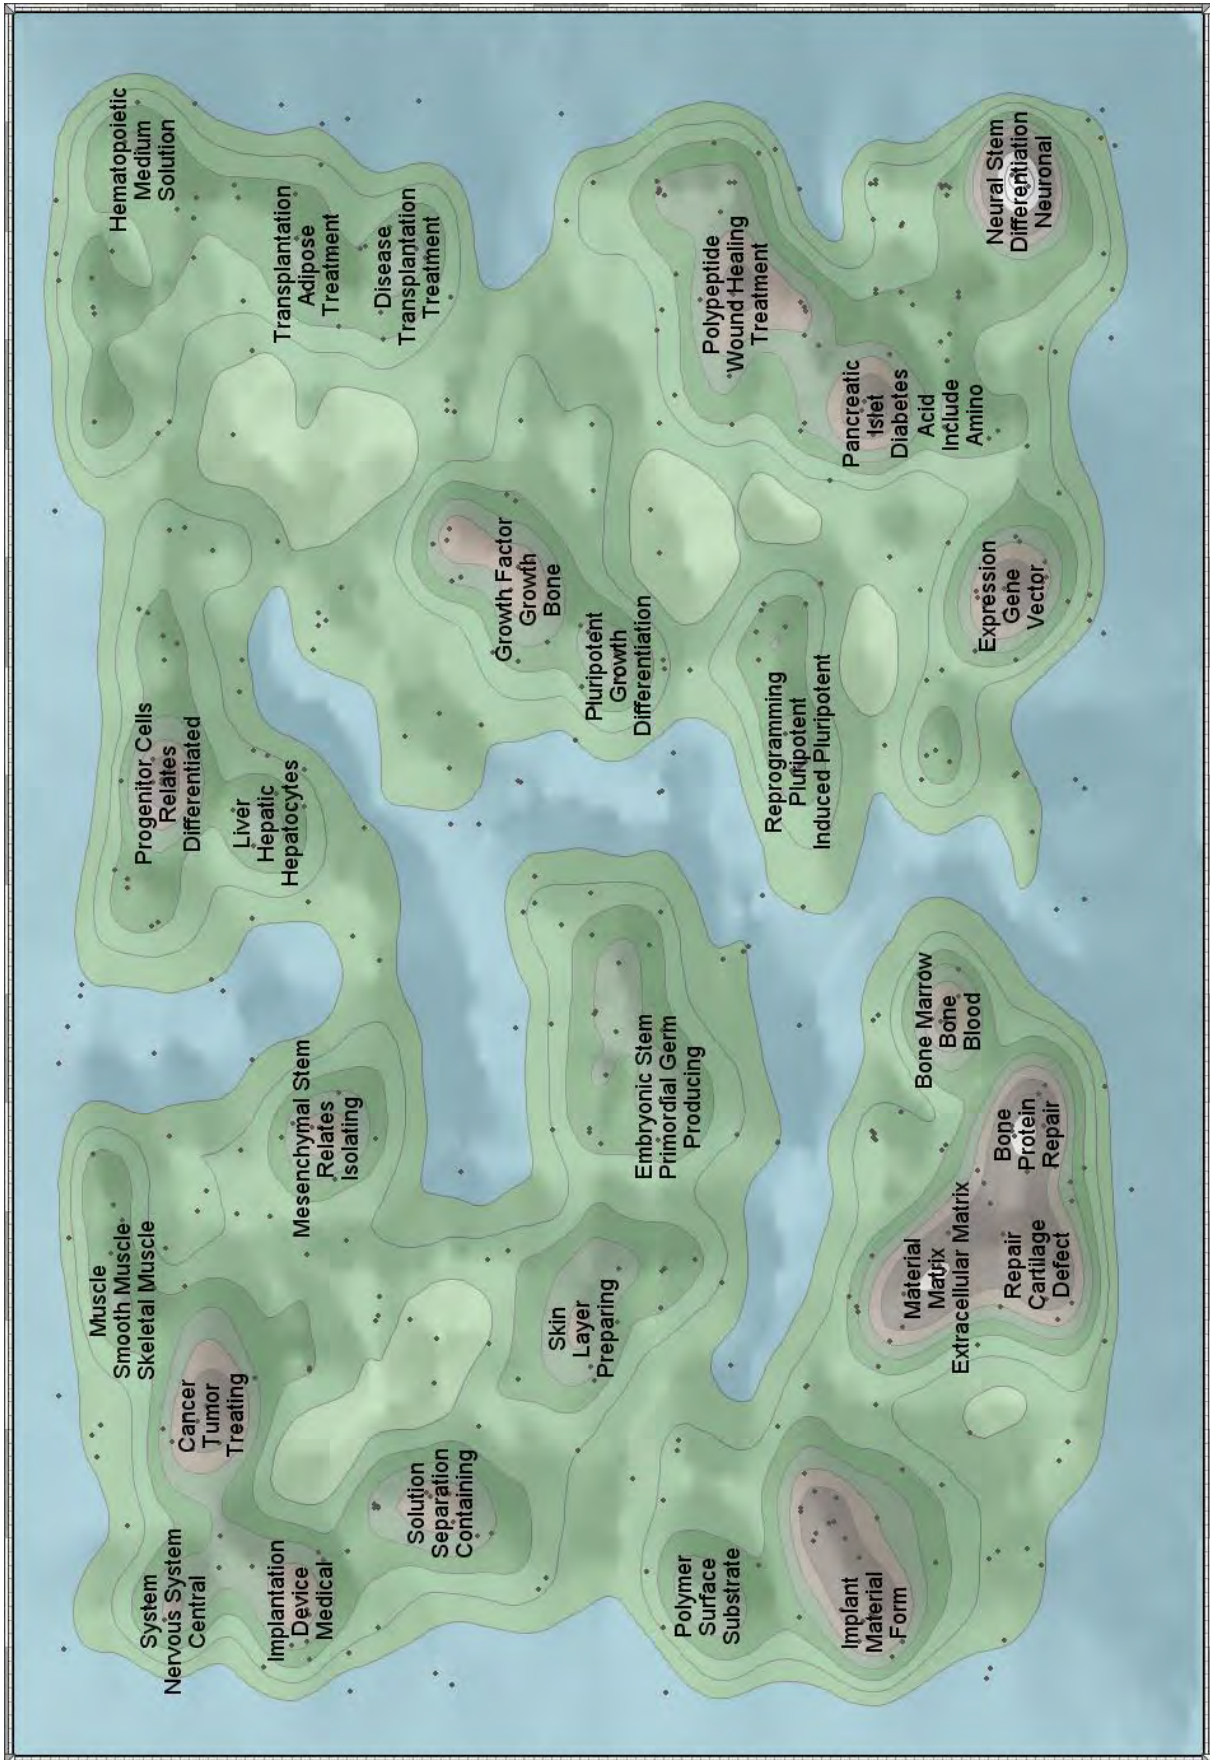 System
Nervous System
Central
Implantation
Device
Medical
Cancer
Tumor
Treating
Muscle
Smooth Muscle
Skeletal Muscle
Solution
Separation
Containing
Mesenchymal Stem
Relates
Isolating
Progenitor Cells
Relates
Differentiated
Liver
Hepatic
Hepatocytes
Hematopoietic
Medium
Solution
Transplantation
Adipose
Treatment
Disease
Transplantation
Treatment
Polymer
Surface
Substrate
Skin
Layer
Preparing
Embryonic Stem
Primordial Germ
Producing
Growth Factor
Growth
Bone
Pluripotent
Growth
Differentiation
Reprogramming
Pluripotent
Induced Pluripotent
Polypeptide
Wound Healing
Treatment
Pancreatic
Islet
Diabetes
Acid
Include
Amino
Neural Stem
Differentiation
Neuronal
Expression
Gene
Vector
Implant
Material
Form
Material
Matrix
Extracellular Matrix
Repair
Cartilage
Defect
Bone
Protein
Repair
Bone Marrow
Bone
Blood